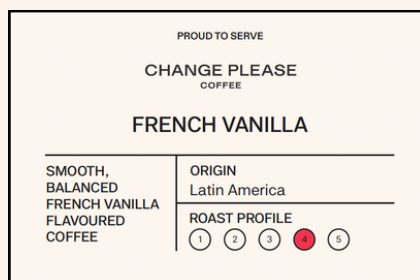 PROUD TO SERVE
CHANGE PLEASE
COFFEE
FRENCH VANILLA
SMOOTH,
BALANCED
FRENCH VANILLA
FLAVOURED
COFFEE
ORIGIN
Latin America
ROAST PROFILE
1 2 3 4 5